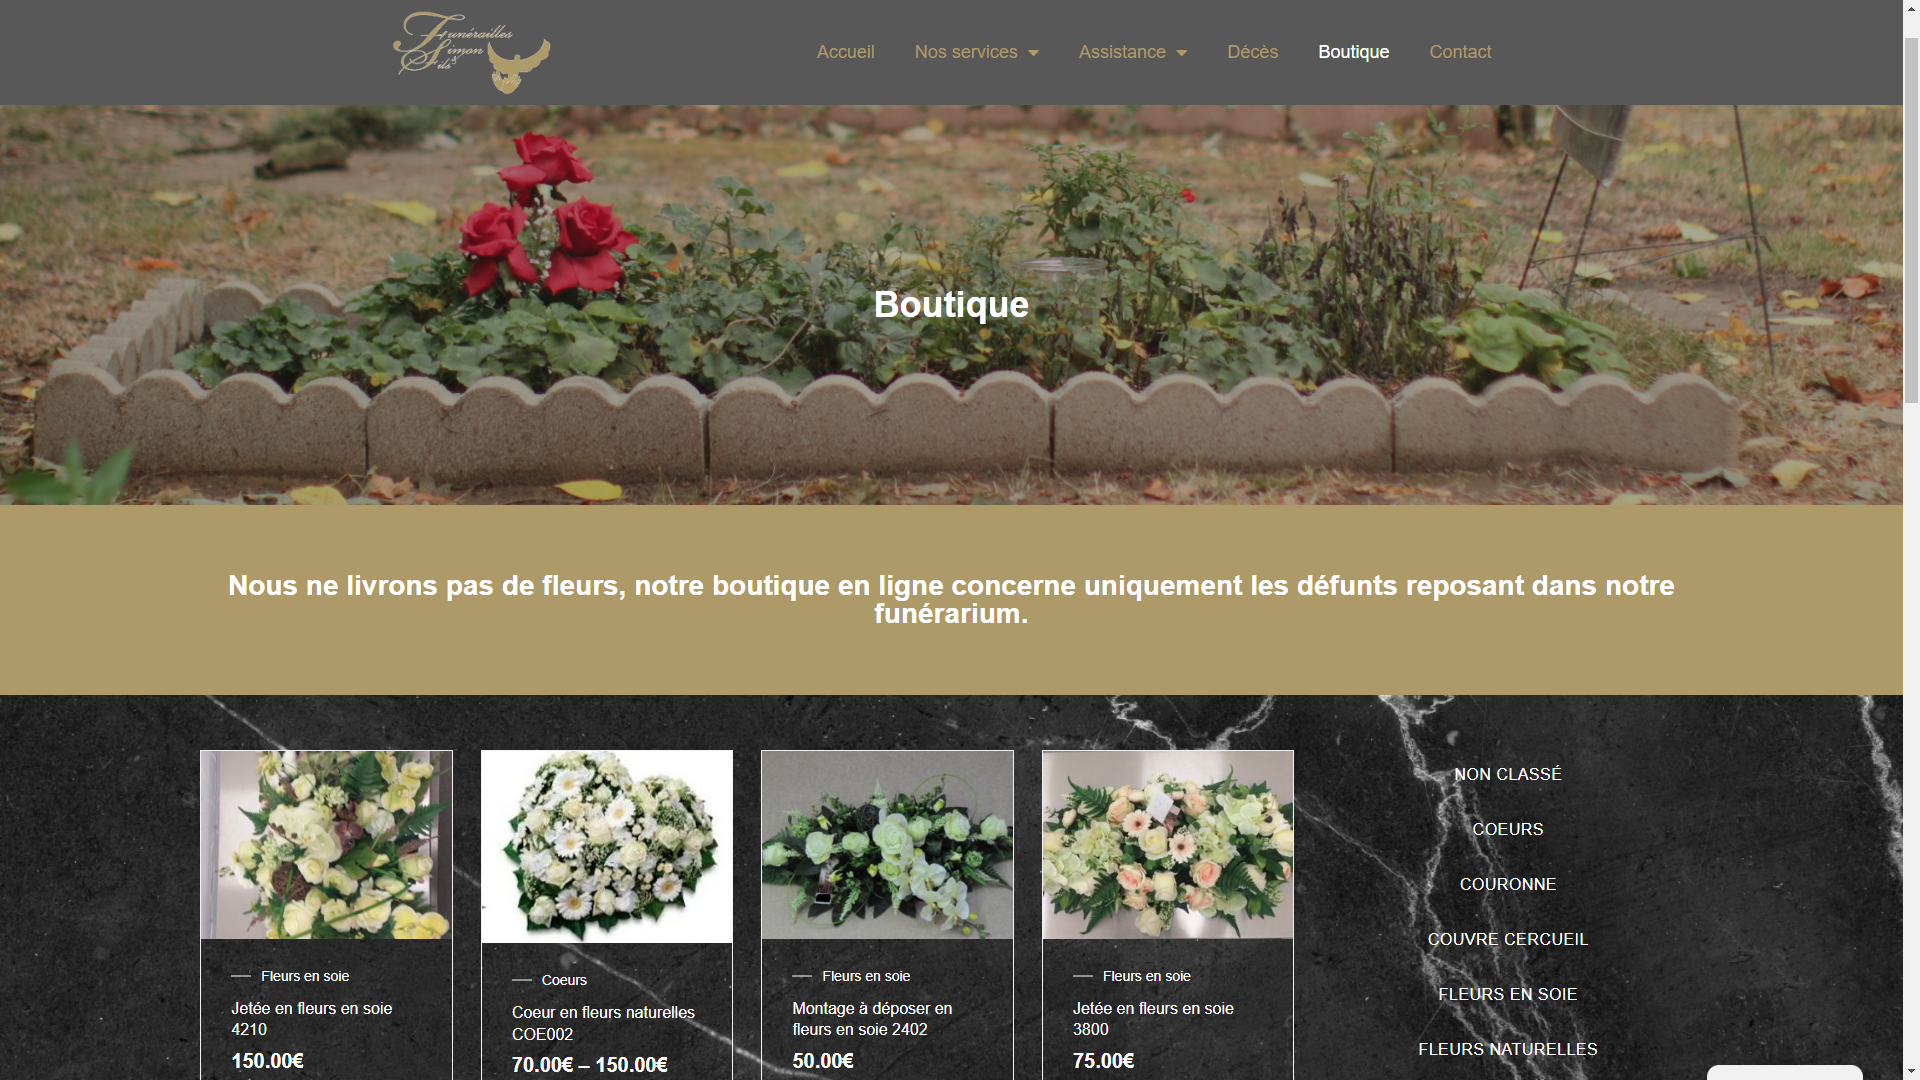 Funérailles
Simon
& Fils
Accueil
Nos services
Assistance
Décès
Boutique
Contact
Boutique
Nous ne livrons pas de fleurs, notre boutique en ligne concerne uniquement les défunts reposant dans notre
funérarium.
Fleurs en soie
Jetée en fleurs en soie
4210
150.00€
Coeurs
Coeur en fleurs naturelles
COE002
70.00€ – 150.00€
Fleurs en soie
Montage à déposer en
fleurs en soie 2402
50.00€
Fleurs en soie
Jetée en fleurs en soie
3800
75.00€
NON CLASSÉ
COEURS
COURONNE
COUVRE CERCUEIL
FLEURS EN SOIE
FLEURS NATURELLES